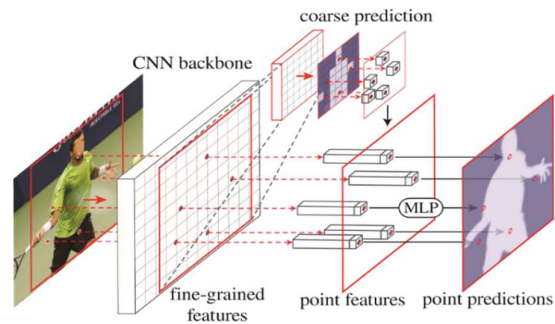 coarse prediction
CNN backbone
MLP
fine-grained
features
point features
point predictions